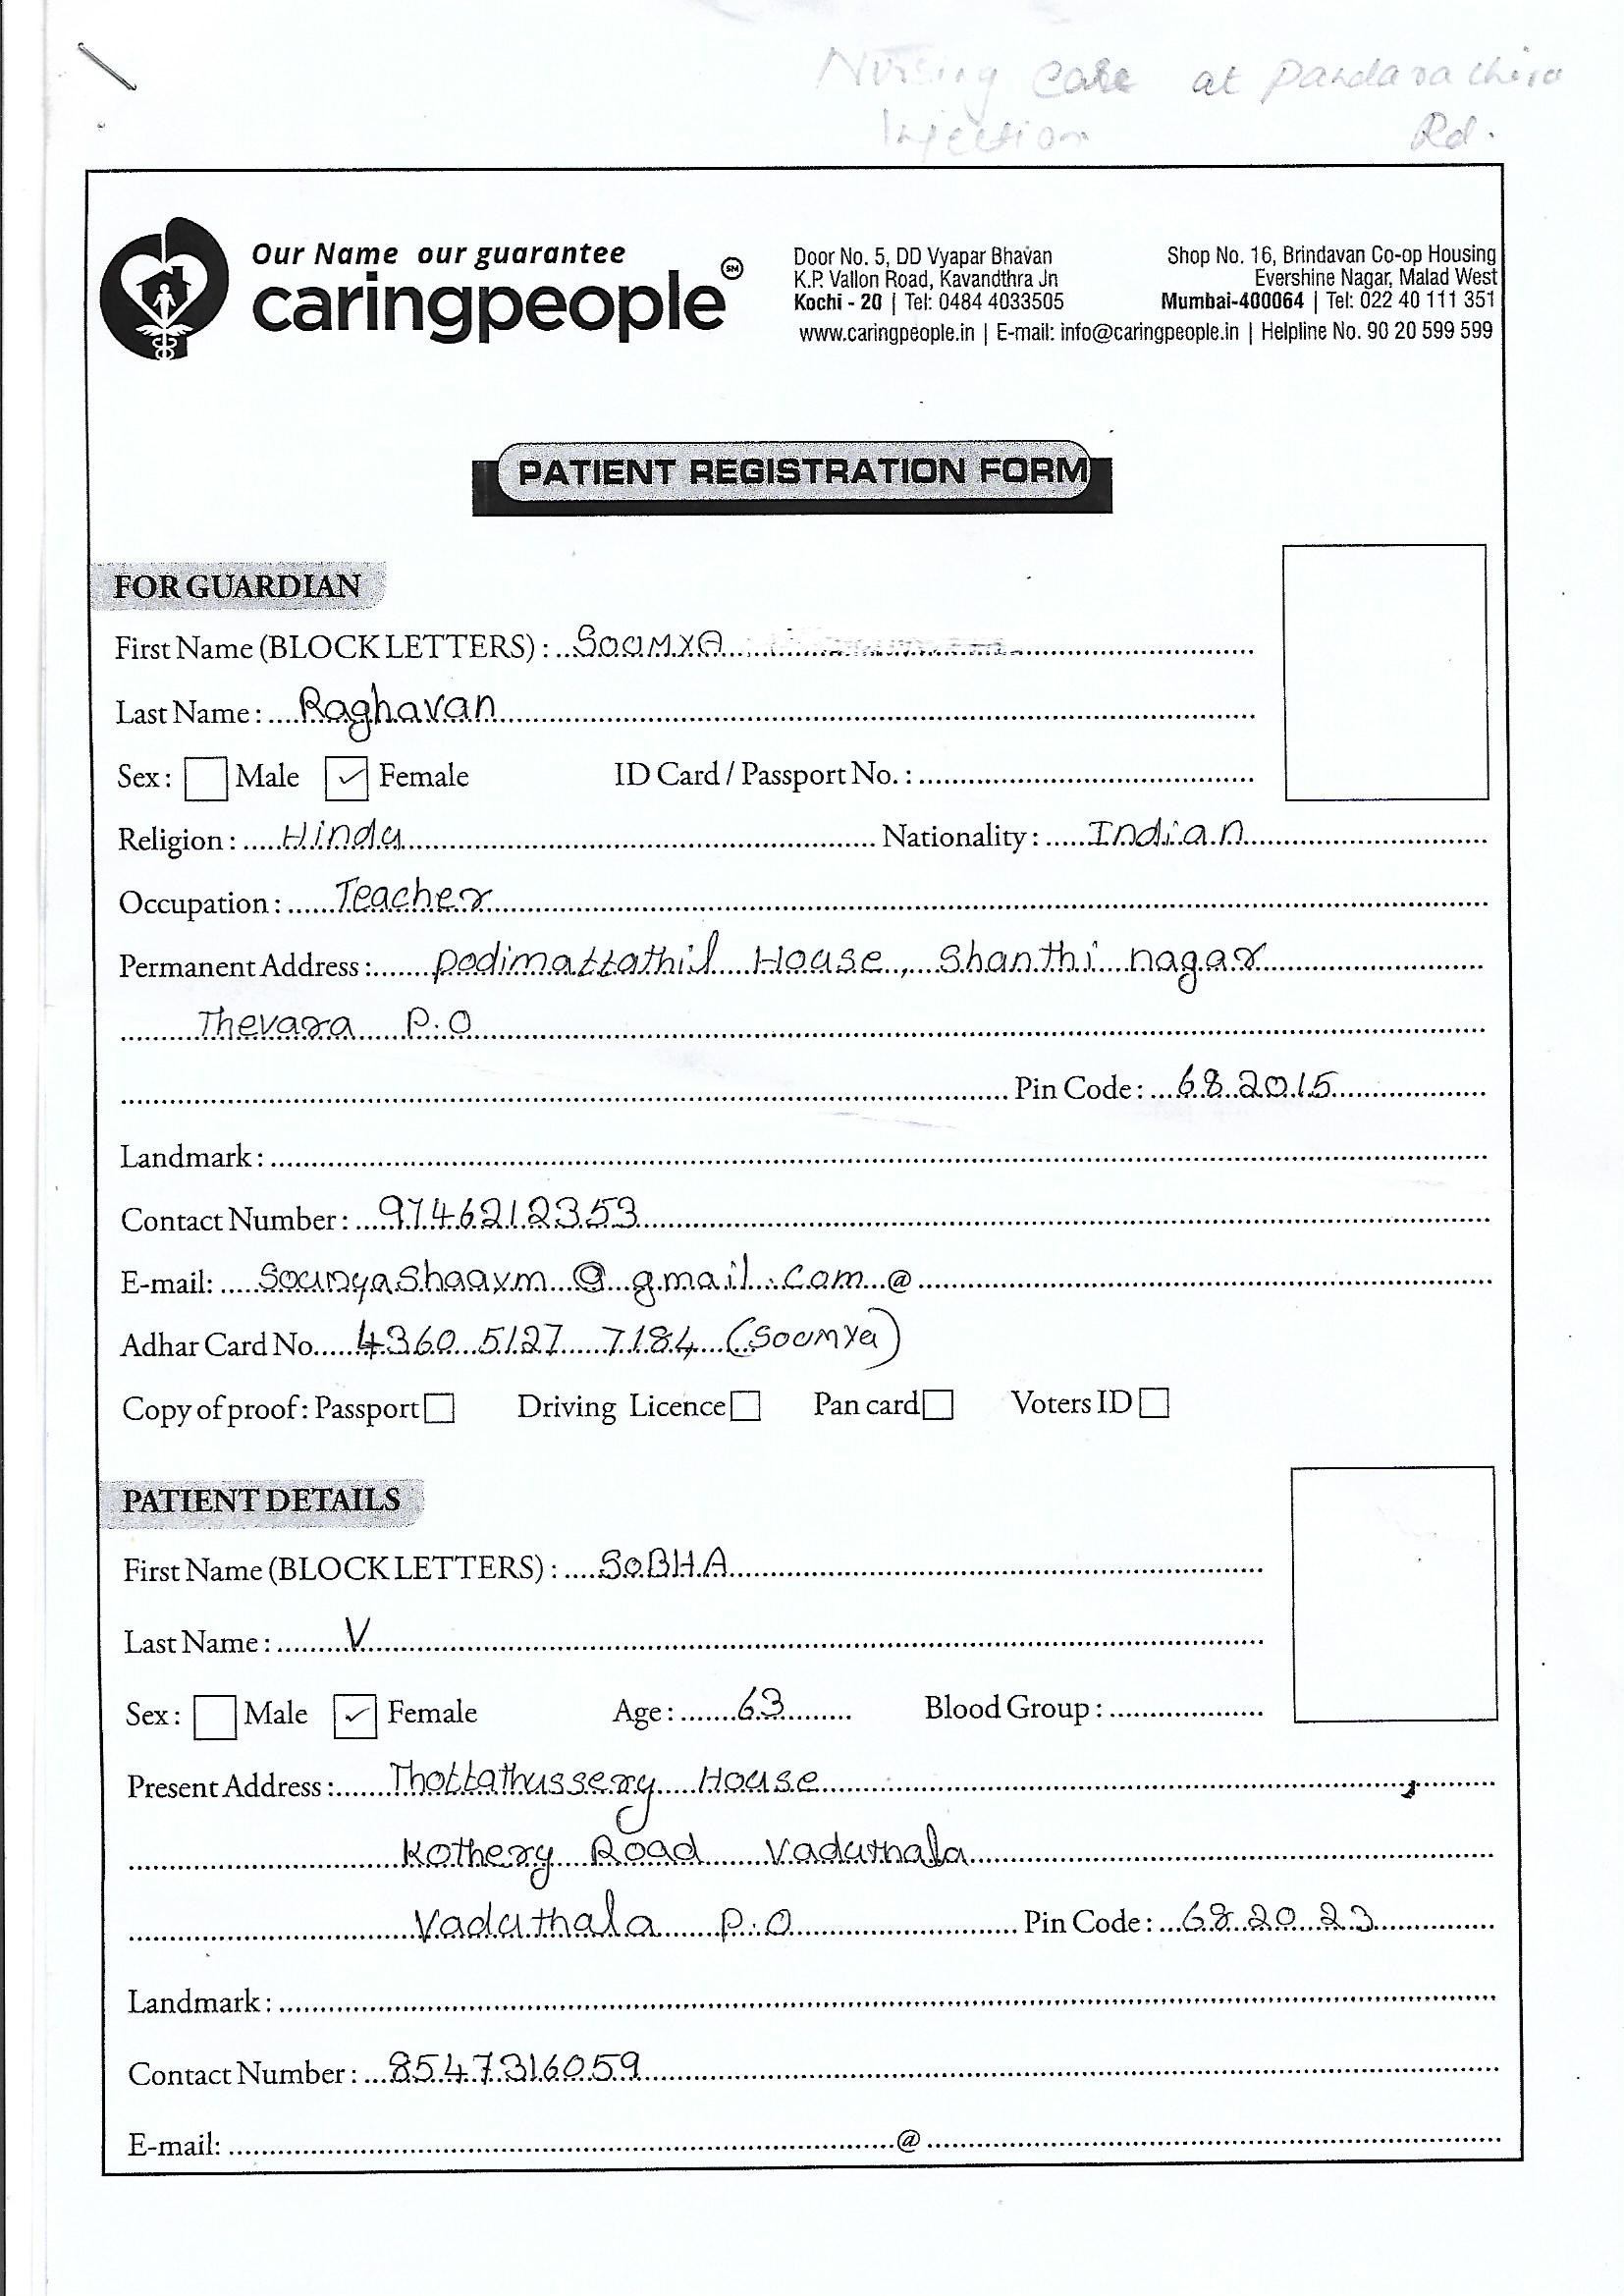 Nursing care at Pandarachira
Injection Rd.
Our Name our guarantee
caringpeople SM
Door No. 5, DD Vyapar Bhavan
K.P. Vallon Road, Kavandthra Jn
Kochi - 20 | Tel: 0484 4033505
Shop No. 16, Brindavan Co-op Housing
Evershine Nagar, Malad West
Mumbai-400064 | Tel: 022 40 111 351
www.caringpeople.in | E-mail: info@caringpeople.in | Helpline No. 90 20 599 599
PATIENT REGISTRATION FORM
FOR GUARDIAN
First Name (BLOCK LETTERS) : SOUMYA
Last Name : Raghavan
Sex : Male ✓ Female ID Card / Passport No. :
Religion : Hindu Nationality : Indian
Occupation : Teacher
Permanent Address : Podimattathil House, Shanthi nagar
Thevara P.O
Pin Code : 682015
Landmark :
Contact Number : 9746212353
E-mail: Soumyashaaym @ gmail.com @
Adhar Card No. 4360 5127 7184 (Soumya)
Copy of proof : Passport Driving Licence Pan card Voters ID
PATIENT DETAILS
First Name (BLOCK LETTERS) : SOBHA
Last Name : V
Sex : Male ✓ Female Age : 63 Blood Group :
Present Address : Thottathussery House
Kothery Road Vaduthala
Vaduthala P.O Pin Code : 682023
Landmark :
Contact Number : 8547316059
E-mail: @